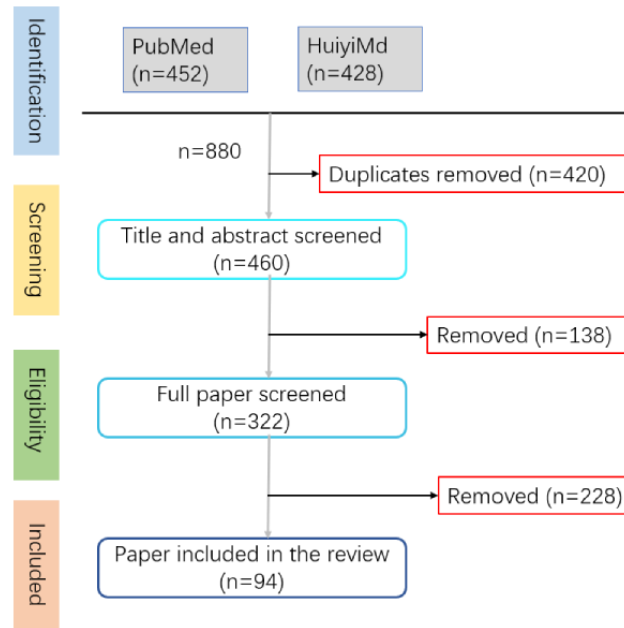 Identification
PubMed
(n=452)
HuiyiMd
(n=428)
n=880
Duplicates removed (n=420)
Screening
Title and abstract screened
(n=460)
Removed (n=138)
Eligibility
Full paper screened
(n=322)
Removed (n=228)
Included
Paper included in the review
(n=94)